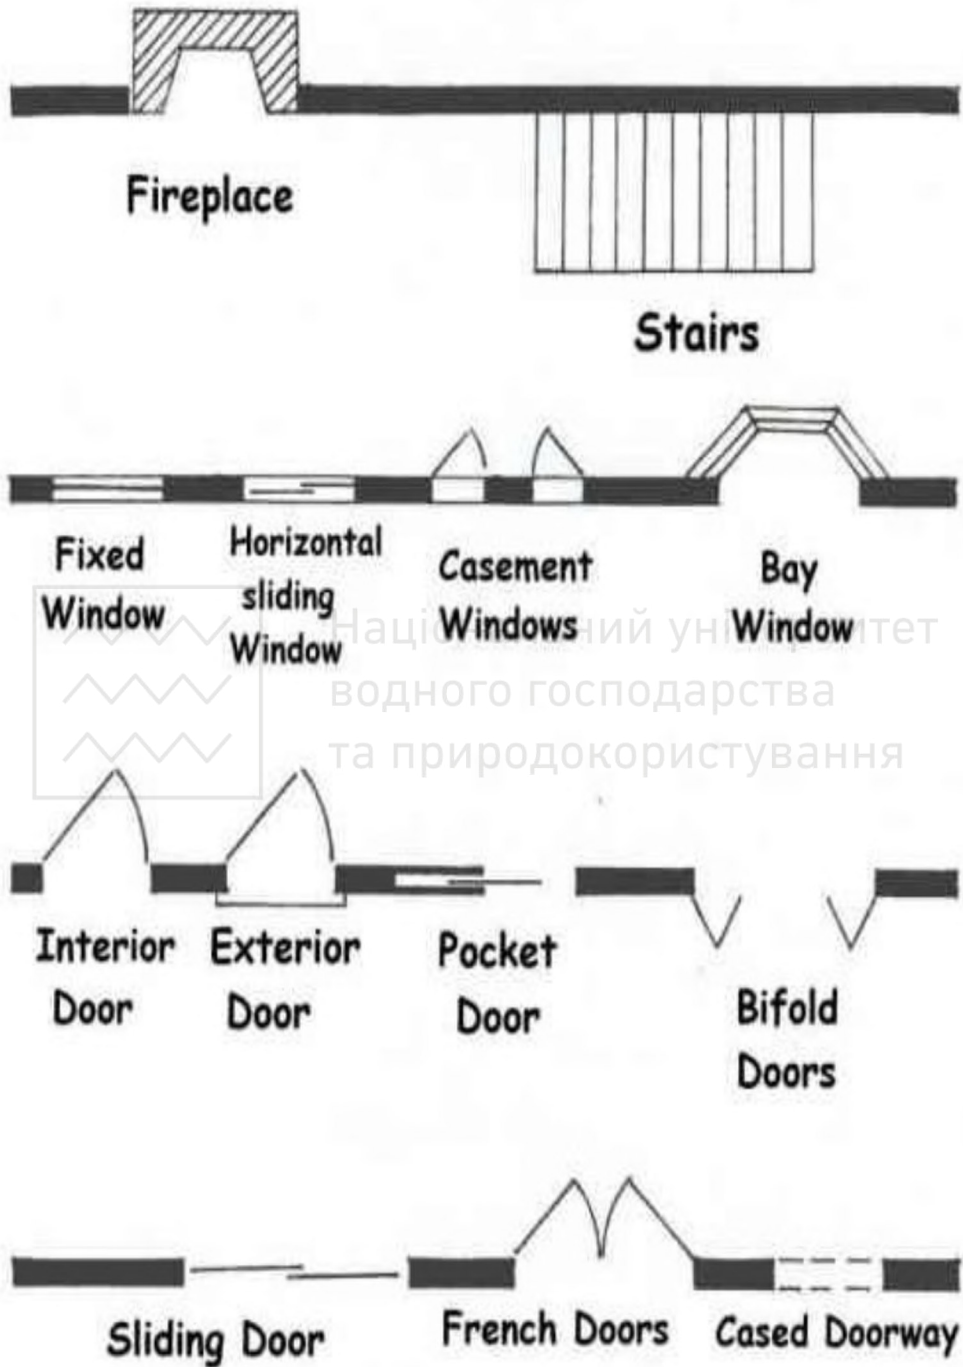 Fireplace
Stairs
Fixed
Window
Horizontal
sliding
Window
Casement
Windows
Bay
Window
водного господарства
та природокористування
Interior
Door
Exterior
Door
Pocket
Door
Bifold
Doors
Sliding Door
French Doors
Cased Doorway